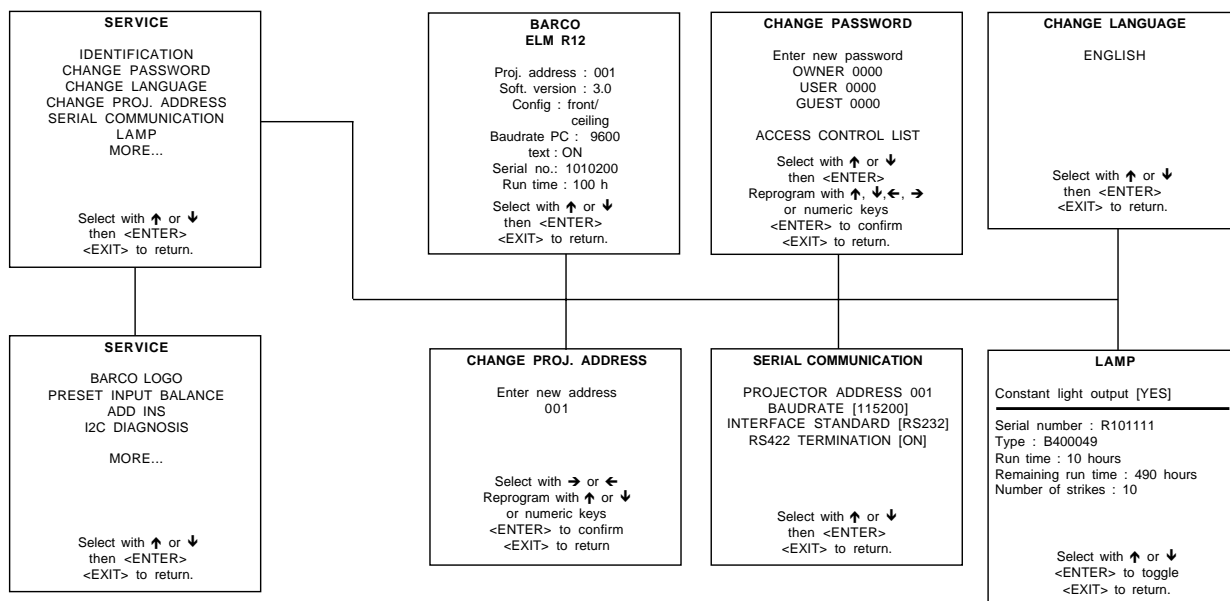 SERVICE
IDENTIFICATION
CHANGE PASSWORD
CHANGE LANGUAGE
CHANGE PROJ. ADDRESS
SERIAL COMMUNICATION
LAMP
MORE...
Select with ↑ or ↓
then <ENTER>
<EXIT> to return.
BARCO
ELM R12
Proj. address : 001
Soft. version : 3.0
Config : front/
ceiling
Baudrate PC : 9600
text : ON
Serial no.: 1010200
Run time : 100 h
Select with ↑ or ↓
then <ENTER>
<EXIT> to return.
CHANGE PASSWORD
Enter new password
OWNER 0000
USER 0000
GUEST 0000
ACCESS CONTROL LIST
Select with ↑ or ↓
then <ENTER>
Reprogram with ↑, ↓,←, →
or numeric keys
<ENTER> to confirm
<EXIT> to return.
CHANGE LANGUAGE
ENGLISH
Select with ↑ or ↓
then <ENTER>
<EXIT> to return.
SERVICE
BARCO LOGO
PRESET INPUT BALANCE
ADD INS
I2C DIAGNOSIS
MORE...
Select with ↑ or ↓
then <ENTER>
<EXIT> to return.
CHANGE PROJ. ADDRESS
Enter new address
001
Select with → or ←
Reprogram with ↑ or ↓
or numeric keys
<ENTER> to confirm
<EXIT> to return
SERIAL COMMUNICATION
PROJECTOR ADDRESS 001
BAUDRATE [115200]
INTERFACE STANDARD [RS232]
RS422 TERMINATION [ON]
Select with ↑ or ↓
then <ENTER>
<EXIT> to return.
LAMP
Constant light output [YES]
Serial number : R101111
Type : B400049
Run time : 10 hours
Remaining run time : 490 hours
Number of strikes : 10
Select with ↑ or ↓
<ENTER> to toggle
<EXIT> to return.